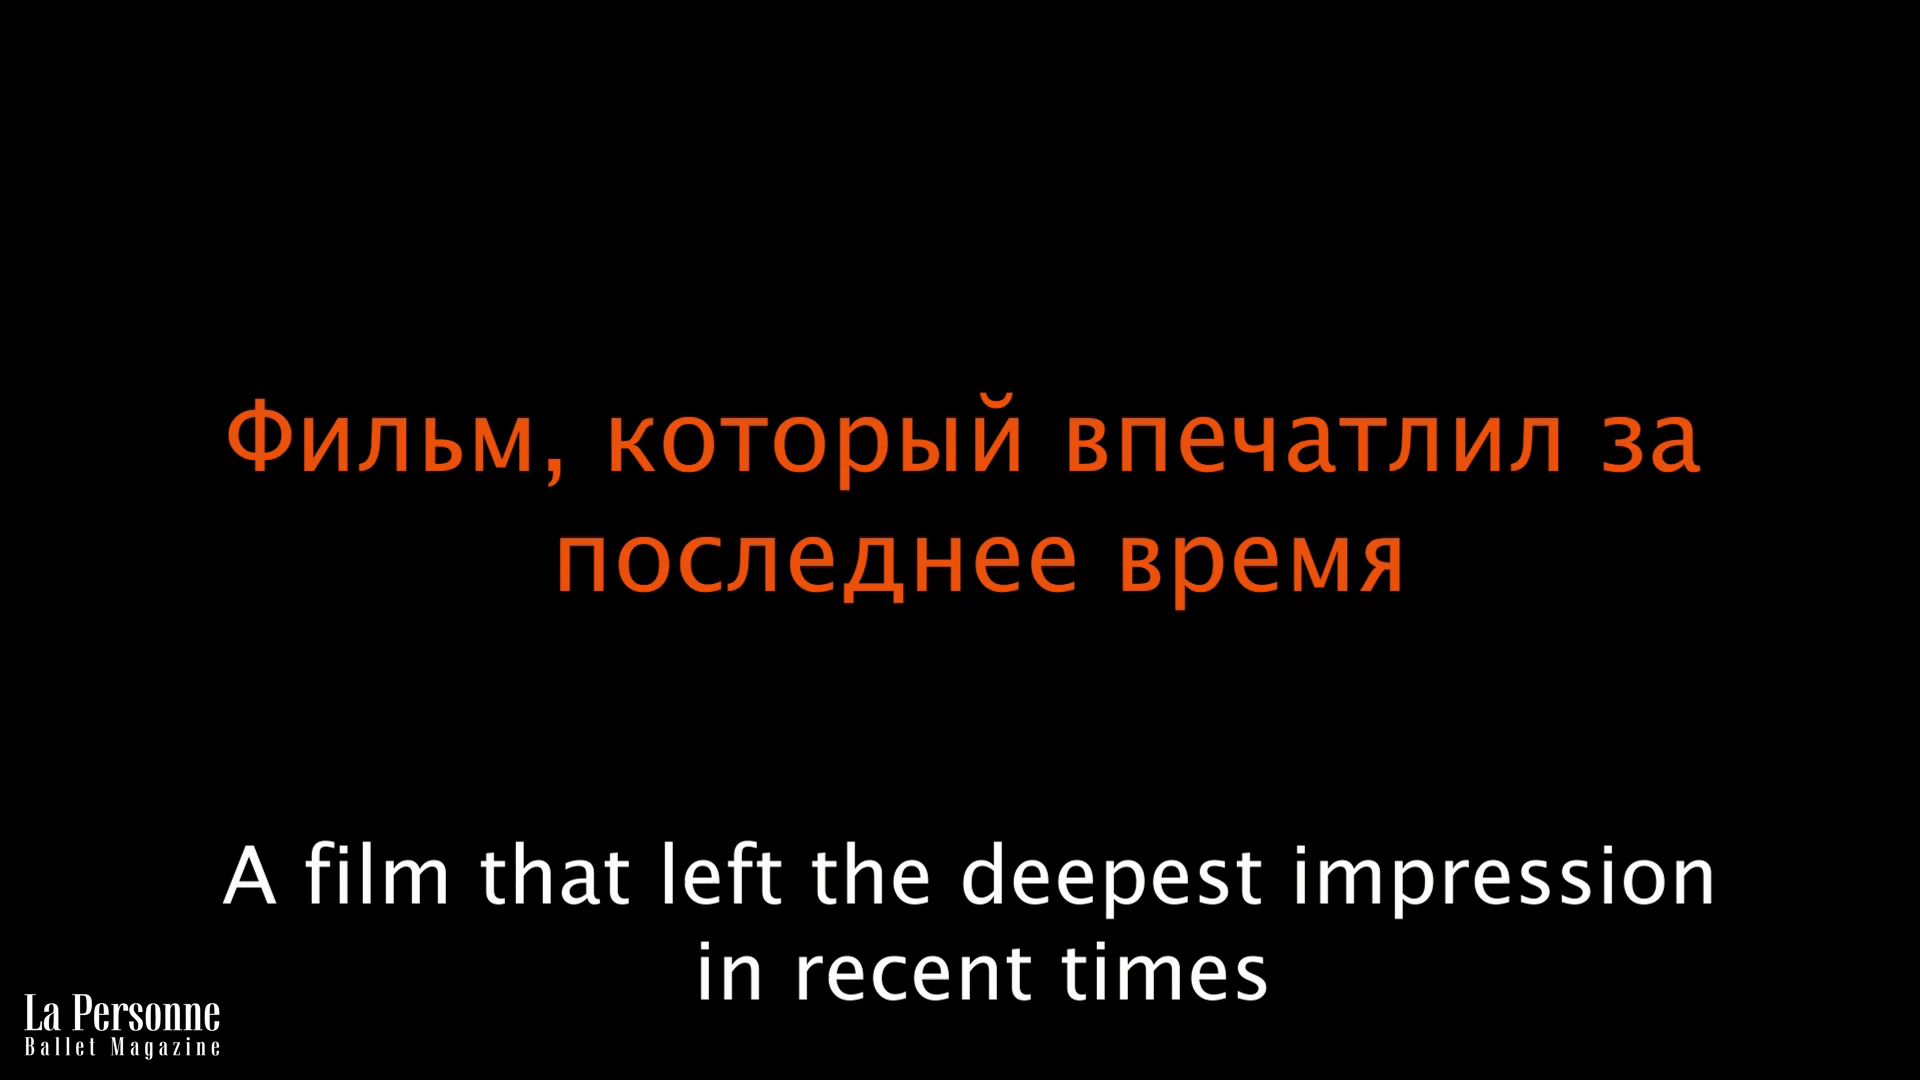 Фильм, который впечатлил за
последнее время
A film that left the deepest impression
in recent times
La Personne
Ballet Magazine